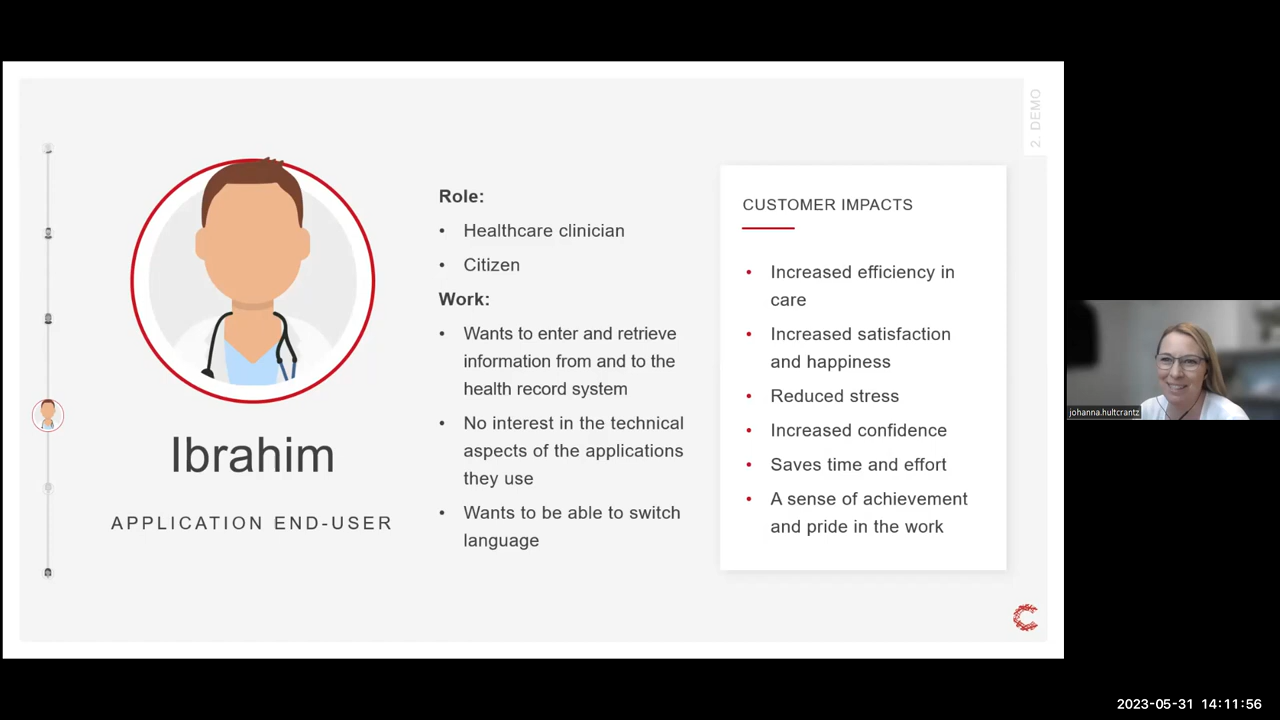 2. DEMO
Ibrahim
APPLICATION END-USER
Role:
• Healthcare clinician
• Citizen
Work:
• Wants to enter and retrieve
information from and to the
health record system
• No interest in the technical
aspects of the applications
they use
• Wants to be able to switch
language
CUSTOMER IMPACTS
• Increased efficiency in
care
• Increased satisfaction
and happiness
• Reduced stress
• Increased confidence
• Saves time and effort
• A sense of achievement
and pride in the work
johanna.hultcrantz
2023-05-31 14:11:56